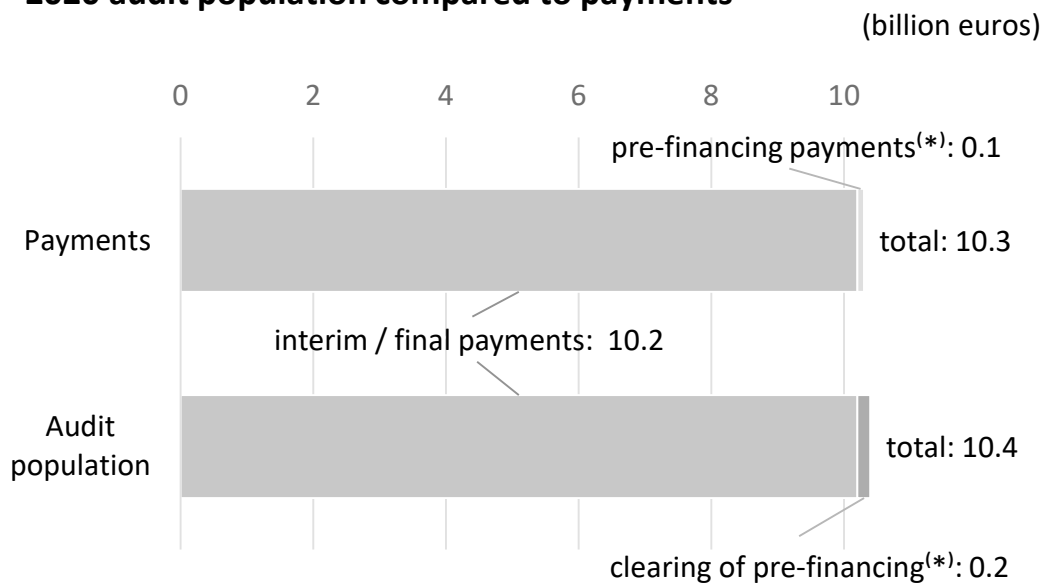 2020 audit population compared to payments
(billion euros)
0 2 4 6 8 10
pre-financing payments(*): 0.1
Payments
total: 10.3
interim / final payments: 10.2
Audit
population
total: 10.4
clearing of pre-financing(*): 0.2